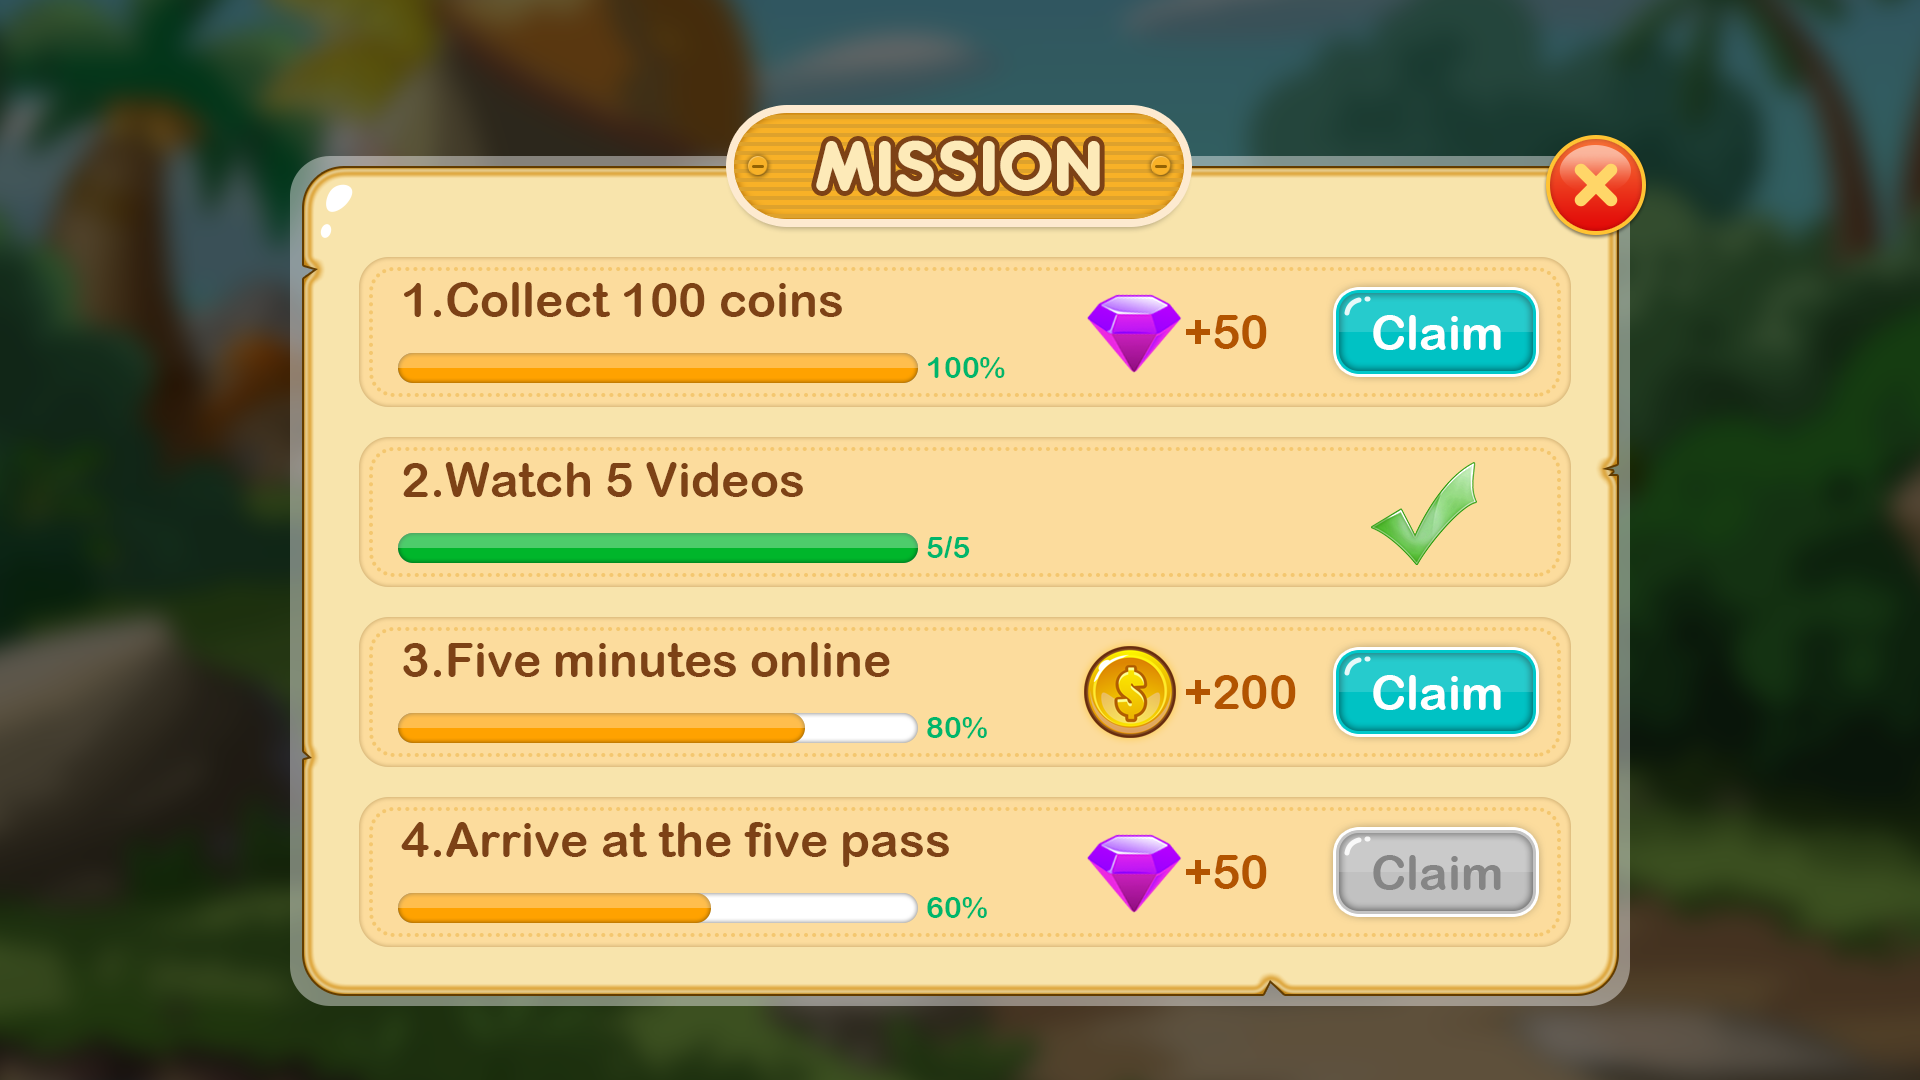 MISSION
1.Collect 100 coins
100%
+50
Claim
2.Watch 5 Videos
5/5
3.Five minutes online
80%
$
+200
Claim
4.Arrive at the five pass
60%
+50
Claim